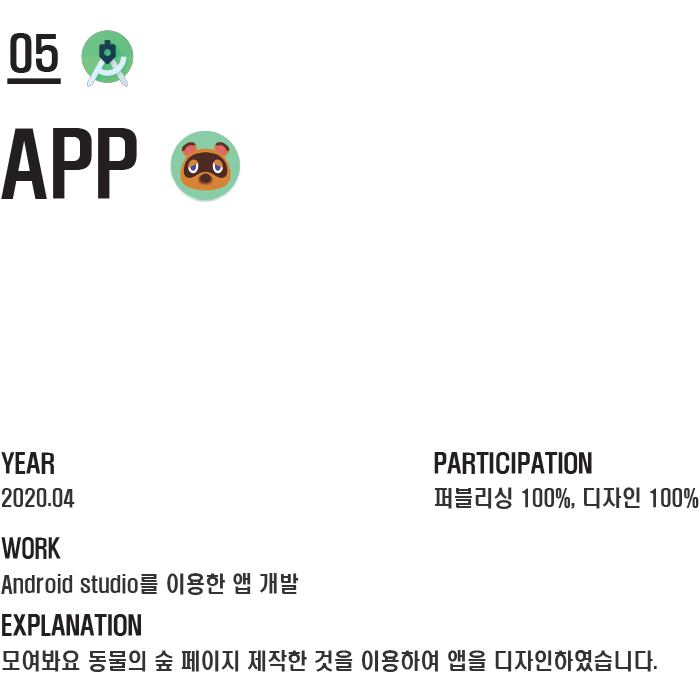 05
APP
YEAR
2020.04
PARTICIPATION
퍼블리싱 100%, 디자인 100%
WORK
Android studio를 이용한 앱 개발
EXPLANATION
모여봐요 동물의 숲 페이지 제작한 것을 이용하여 앱을 디자인하였습니다.